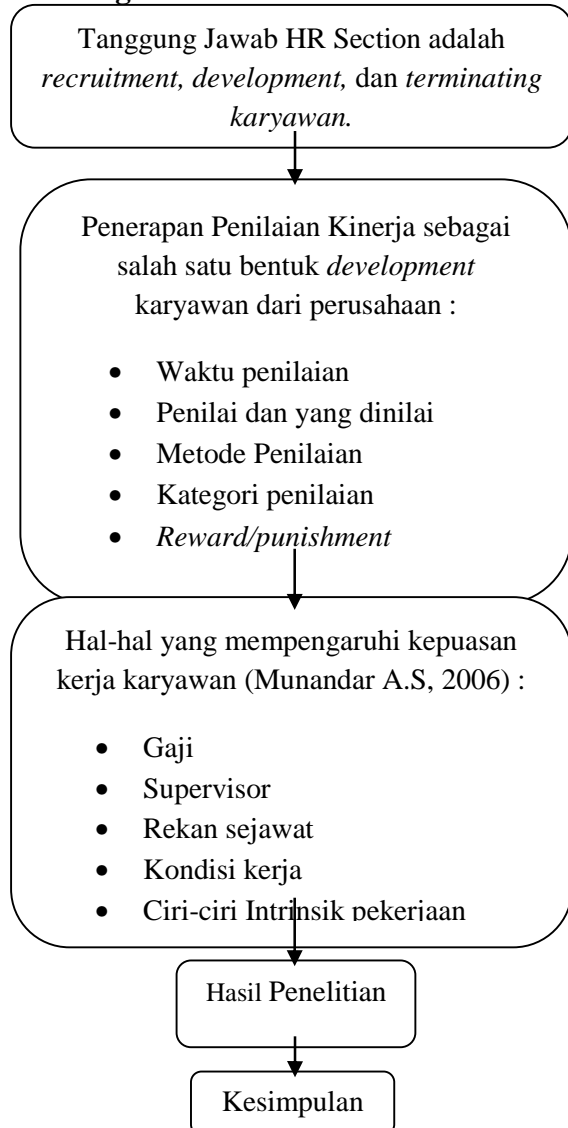 Tanggung Jawab HR Section adalah
recruitment, development, dan terminating
karyawan.
Penerapan Penilaian Kinerja sebagai
salah satu bentuk development
karyawan dari perusahaan :
• Waktu penilaian
• Penilai dan yang dinilai
• Metode Penilaian
• Kategori penilaian
• Reward/punishment
Hal-hal yang mempengaruhi kepuasan
kerja karyawan (Munandar A.S, 2006) :
• Gaji
• Supervisor
• Rekan sejawat
• Kondisi kerja
• Ciri-ciri Intrinsik pekerjaan
Hasil Penelitian
Kesimpulan